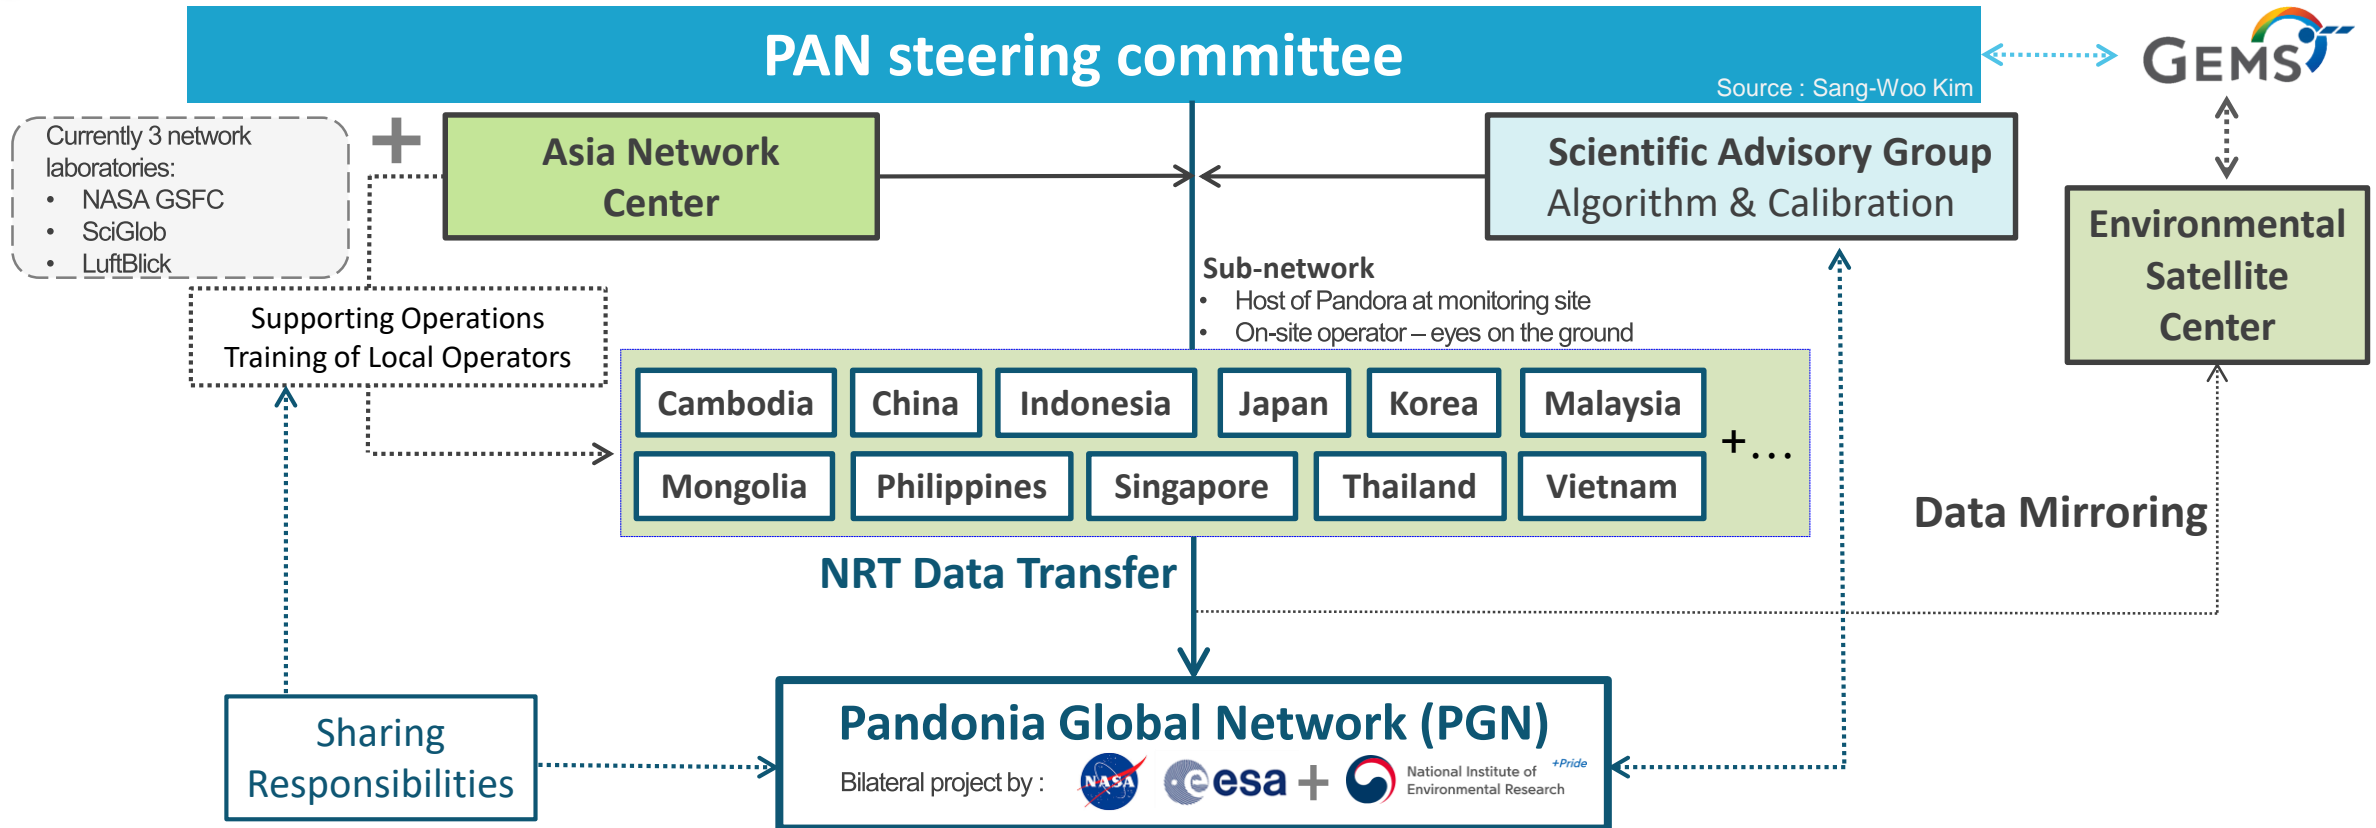 PAN steering committee
Source : Sang-Woo Kim
GEMS
Currently 3 network
laboratories:
• NASA GSFC
• SciGlob
• LuftBlick
+
Asia Network
Center
Scientific Advisory Group
Algorithm & Calibration
Environmental
Satellite
Center
Supporting Operations
Training of Local Operators
Sub-network
• Host of Pandora at monitoring site
• On-site operator – eyes on the ground
Cambodia
China
Indonesia
Japan
Korea
Malaysia
Mongolia
Philippines
Singapore
Thailand
Vietnam
+...
Data Mirroring
NRT Data Transfer
Sharing
Responsibilities
Pandonia Global Network (PGN)
Bilateral project by :
NASA
esa
+
National Institute of
Environmental Research
+Pride